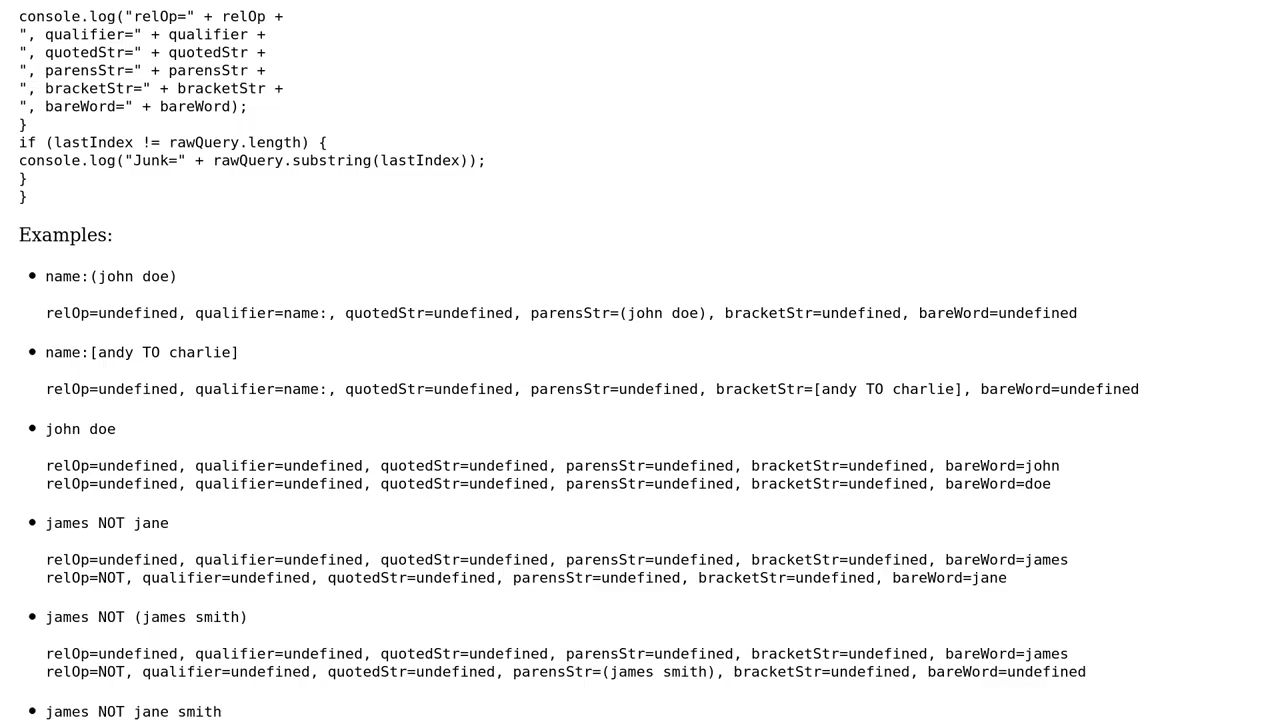 console.log("relOp=" + relOp +
", qualifier=" + qualifier +
", quotedStr=" + quotedStr +
", parensStr=" + parensStr +
", bracketStr=" + bracketStr +
", bareWord=" + bareWord);
}
if (lastIndex != rawQuery.length) {
console.log("Junk=" + rawQuery.substring(lastIndex));
}
}
Examples:
• name:(john doe)
relOp=undefined, qualifier=name:, quotedStr=undefined, parensStr=(john doe), bracketStr=undefined, bareWord=undefined
• name:[andy TO charlie]
relOp=undefined, qualifier=name:, quotedStr=undefined, parensStr=undefined, bracketStr=[andy TO charlie], bareWord=undefined
• john doe
relOp=undefined, qualifier=undefined, quotedStr=undefined, parensStr=undefined, bracketStr=undefined, bareWord=john
relOp=undefined, qualifier=undefined, quotedStr=undefined, parensStr=undefined, bracketStr=undefined, bareWord=doe
• james NOT jane
relOp=undefined, qualifier=undefined, quotedStr=undefined, parensStr=undefined, bracketStr=undefined, bareWord=james
relOp=NOT, qualifier=undefined, quotedStr=undefined, parensStr=undefined, bracketStr=undefined, bareWord=jane
• james NOT (james smith)
relOp=undefined, qualifier=undefined, quotedStr=undefined, parensStr=undefined, bracketStr=undefined, bareWord=james
relOp=NOT, qualifier=undefined, quotedStr=undefined, parensStr=(james smith), bracketStr=undefined, bareWord=undefined
• james NOT jane smith